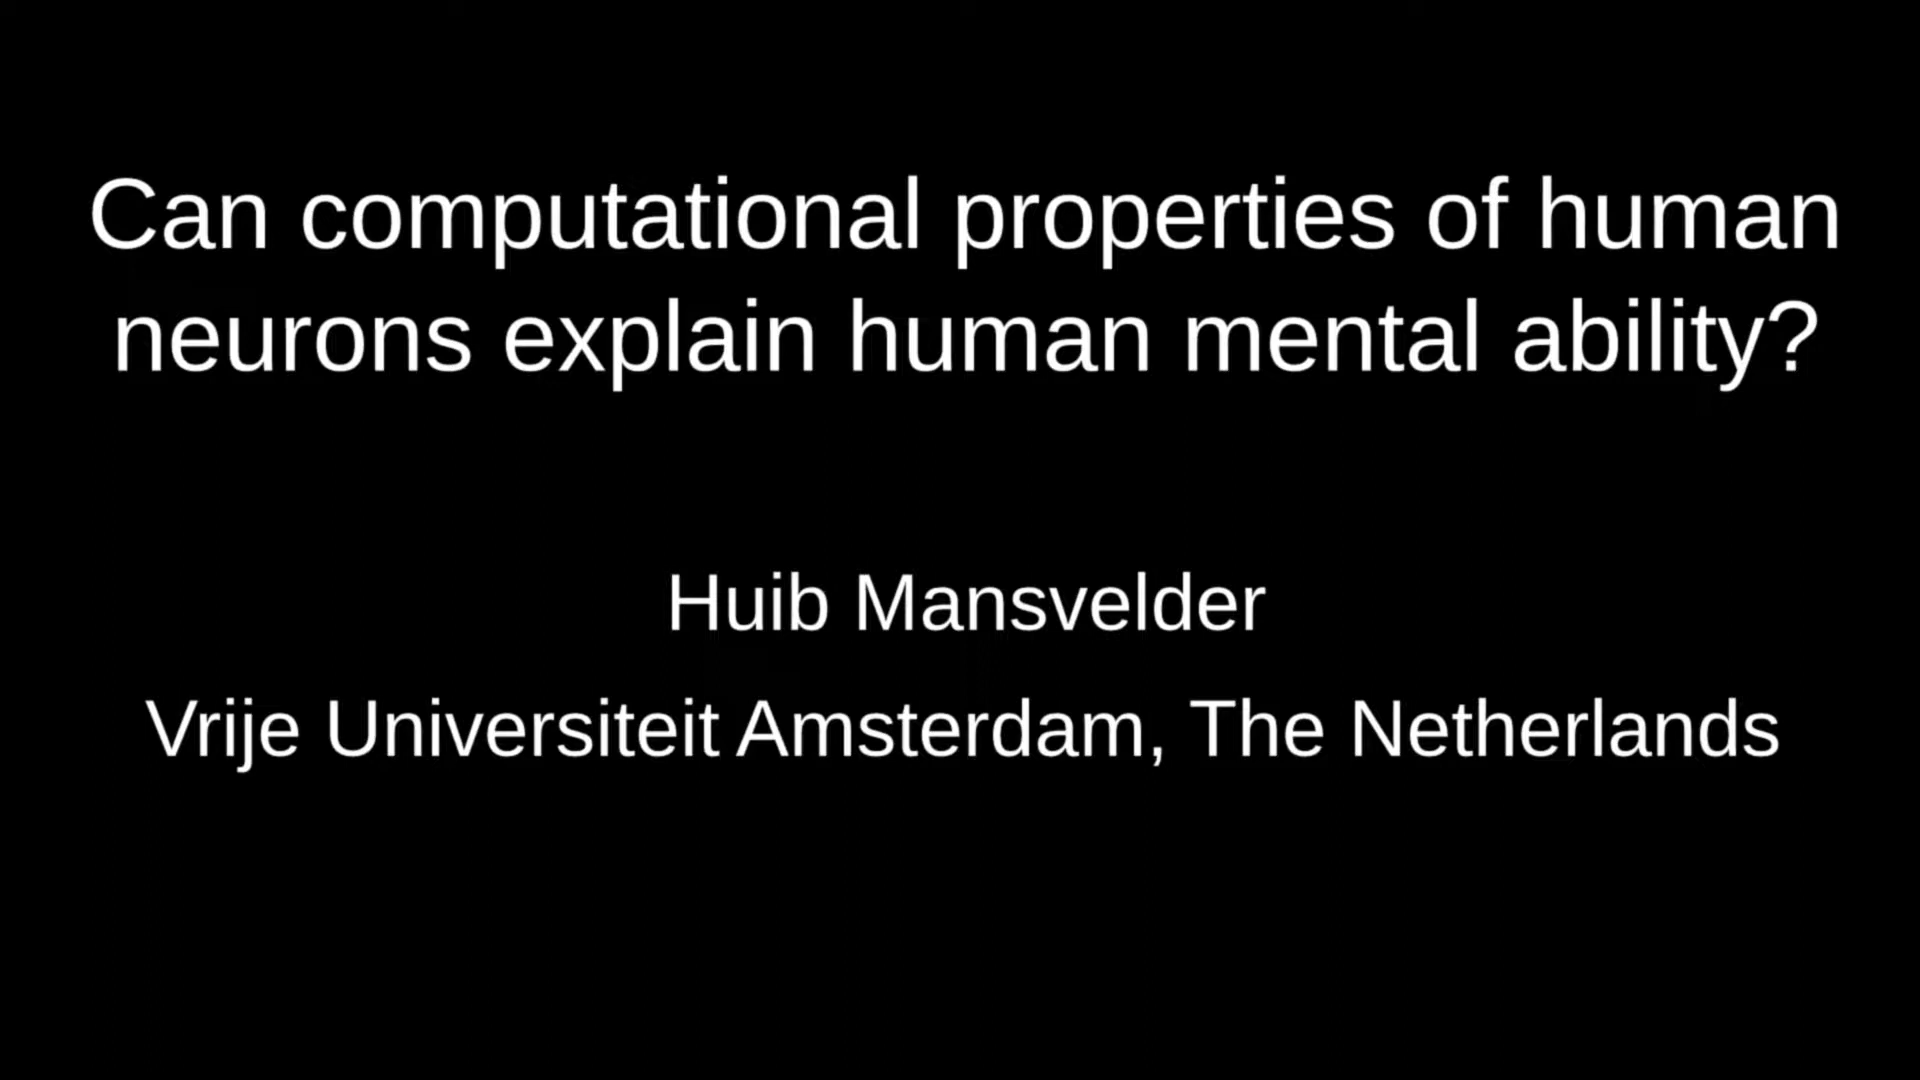 Can computational properties of human
neurons explain human mental ability?
Huib Mansvelder
Vrije Universiteit Amsterdam, The Netherlands